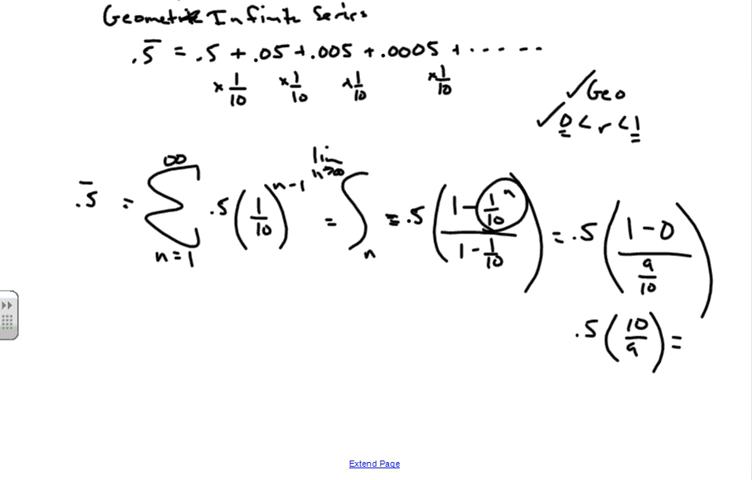 Geometric Infinite Series
.5̅ = .5 + .05 + .005 + .0005 + ......
× 1/10 × 1/10 × 1/10 × 1/10
✓ Geo
✓ 0 < r < 1
.5̅ = ∑_{n=1}^{∞} .5 (1/10)^{n-1} = lim_{n→∞} S_n = .5 ((1 - 1/10^n)/(1 - 1/10)) = .5 ((1 - 0)/(9/10))
.5 (10/9) =
Extend Page